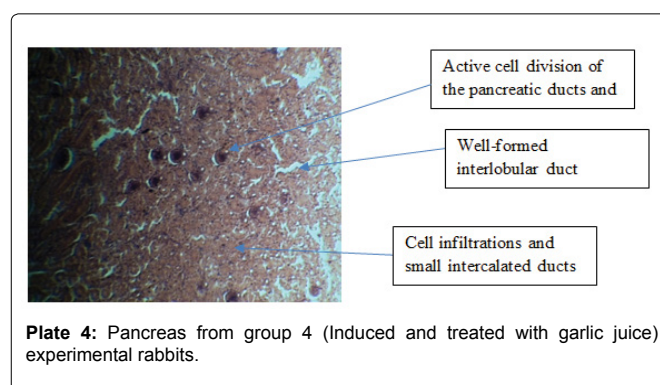 Active cell division of
the pancreatic ducts and
Well-formed
interlobular duct
Cell infiltrations and
small intercalated ducts
Plate 4: Pancreas from group 4 (Induced and treated with garlic juice)
experimental rabbits.